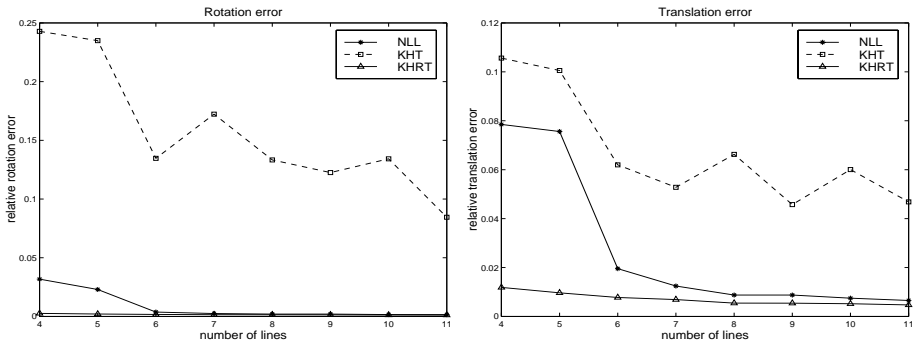 Rotation error
0.25
0.2
0.15
0.1
0.05
0
relative rotation error
NLL
KHT
KHRT
4 5 6 7 8 9 10 11
number of lines
Translation error
0.12
0.1
0.08
0.06
0.04
0.02
0
relative translation error
NLL
KHT
KHRT
4 5 6 7 8 9 10 11
number of lines